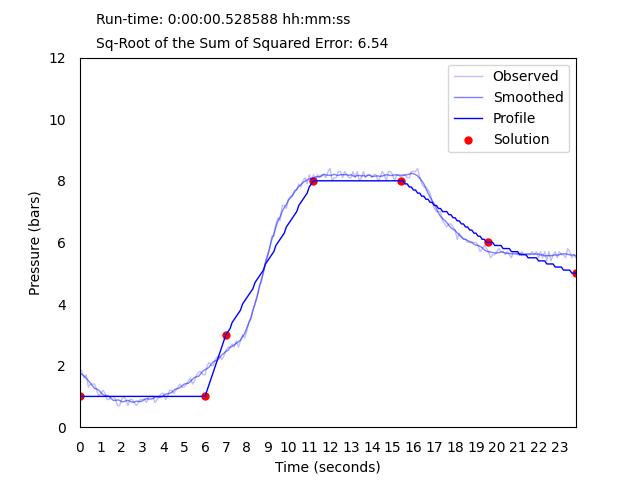 Run-time: 0:00:00.528588 hh:mm:ss
Sq-Root of the Sum of Squared Error: 6.54
12
10
8
6
4
2
0
Pressure (bars)
Observed
Smoothed
Profile
Solution
0 1 2 3 4 5 6 7 8 9 10 11 12 13 14 15 16 17 18 19 20 21 22 23
Time (seconds)